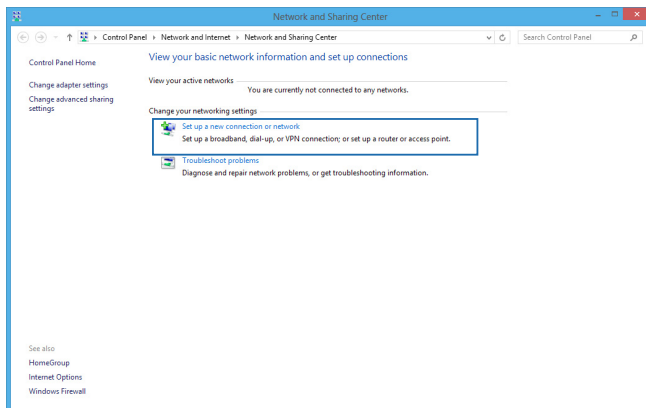 Network and Sharing Center
Control Panel Network and Internet Network and Sharing Center
Search Control Panel
Control Panel Home
Change adapter settings
Change advanced sharing
settings
View your basic network information and set up connections
View your active networks
You are currently not connected to any networks.
Change your networking settings
Set up a new connection or network
Set up a broadband, dial-up, or VPN connection; or set up a router or access point.
Troubleshoot problems
Diagnose and repair network problems, or get troubleshooting information.
See also
HomeGroup
Internet Options
Windows Firewall